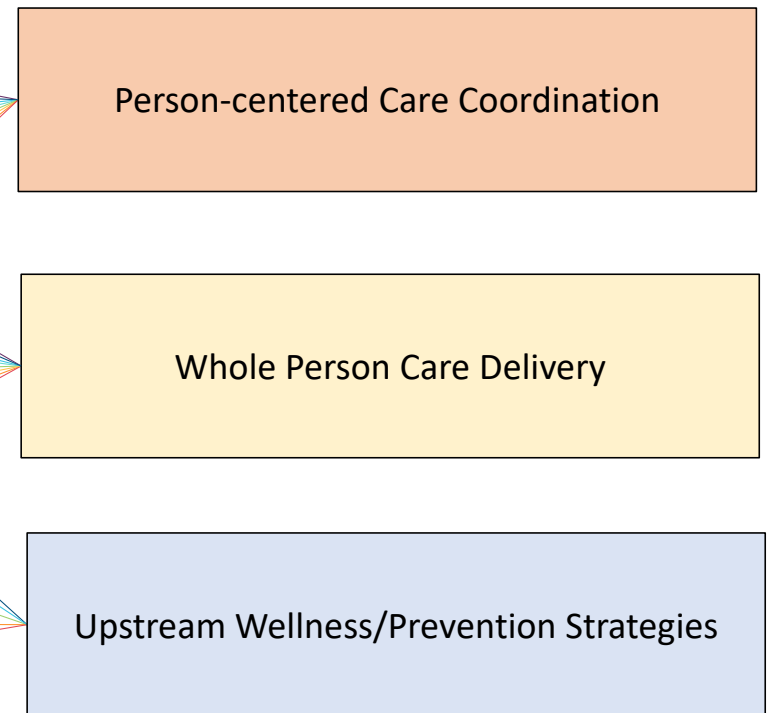 Person-centered Care Coordination
Whole Person Care Delivery
Upstream Wellness/Prevention Strategies